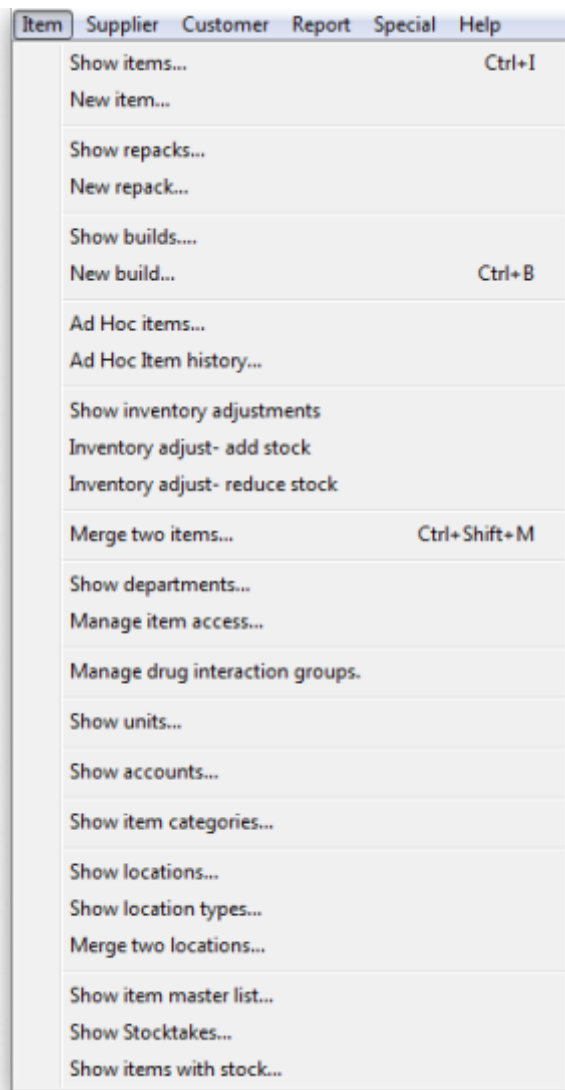 Item Supplier Customer Report Special Help
Show items... Ctrl+I
New item...
Show repacks...
New repack...
Show builds....
New build... Ctrl+B
Ad Hoc items...
Ad Hoc Item history...
Show inventory adjustments
Inventory adjust- add stock
Inventory adjust- reduce stock
Merge two items... Ctrl+Shift+M
Show departments...
Manage item access...
Manage drug interaction groups.
Show units...
Show accounts...
Show item categories...
Show locations...
Show location types...
Merge two locations...
Show item master list...
Show Stocktakes...
Show items with stock...